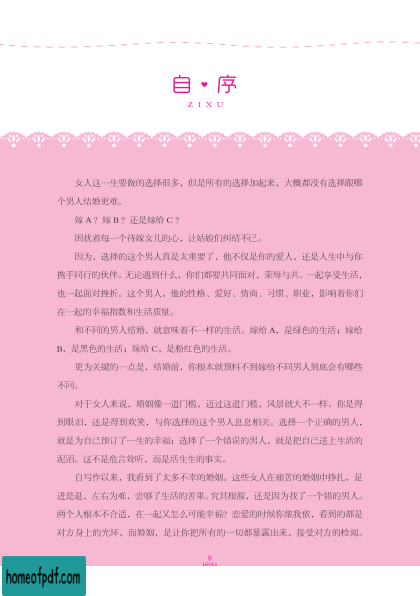 自·序
ZIXU
女人这一生要做的选择很多，但是所有的选择加起来，大概都没有选择跟哪
个男人结婚更难。
嫁 A？嫁 B？还是嫁给 C？
困扰着每一个待嫁女儿的心，让姑娘们纠结不已。
因为，选择的这个男人真是太重要了，他不仅是你的爱人，还是人生中与你
携手同行的伙伴。无论遇到什么，你们都要共同面对，荣辱与共。一起享受生活，
也一起面对挫折。这个男人，他的性格、爱好、情商、习惯、职业，影响着你们
在一起的幸福指数和生活质量。
和不同的男人结婚，就意味着不一样的生活。嫁给 A，是绿色的生活；嫁给
B，是黑色的生活；嫁给 C，是粉红色的生活。
更为关键的一点是，结婚前，你根本就预料不到嫁给不同男人到底会有哪些
不同。
对于女人来说，婚姻像一道门槛，迈过这道门槛，风景就大不一样。你是得
到眼泪，还是得到欢笑，与你选择的这个男人息息相关。选择一个正确的男人，
就是为自己预订了一生的幸福；选择了一个错误的男人，就是把自己送上生活的
泥沼。这不是危言耸听，而是活生生的事实。
自写作以来，我看到了太多不幸的婚姻。这些女人在痛苦的婚姻中挣扎，是
进是退，左右为难，尝够了生活的苦果。究其根源，还是因为找了一个错的男人。
两个人根本不合适，在一起又怎么可能幸福？恋爱的时候你侬我侬，看到的都是
对方身上的光环，而婚姻，是让你把所有的一切都暴露出来，接受对方的检阅。
8
homeofpdf.com